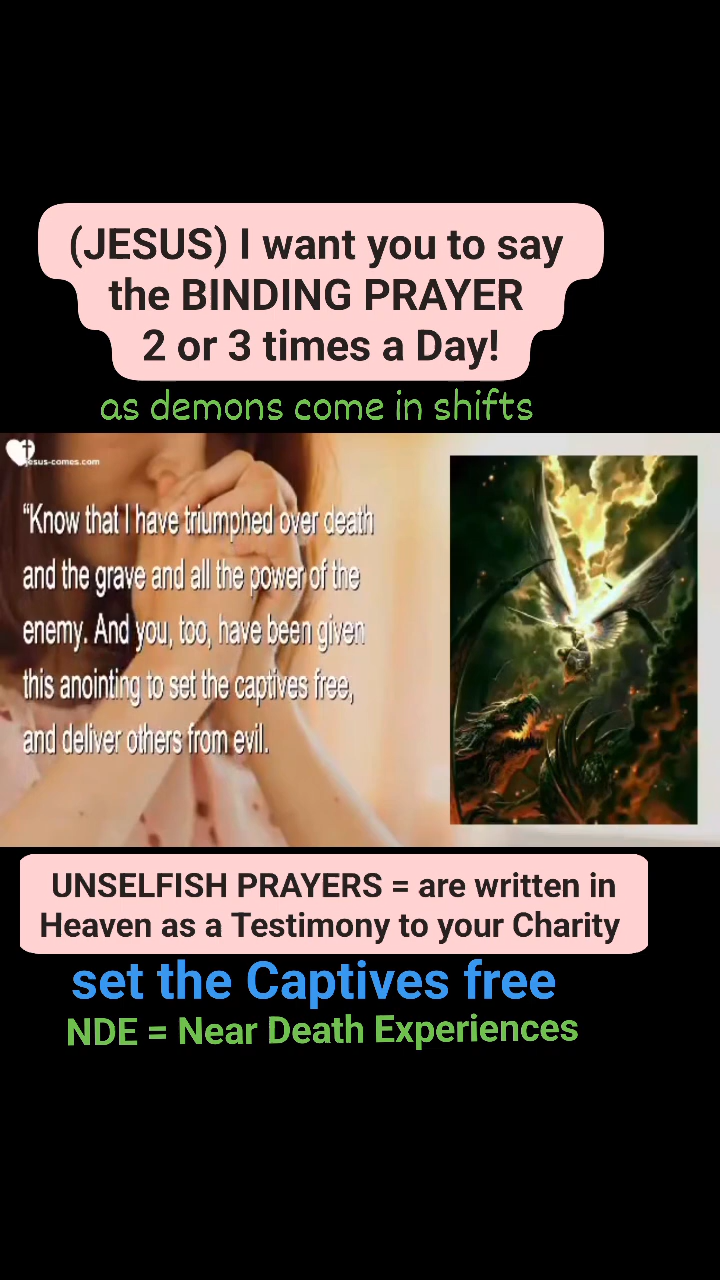 (JESUS) I want you to say
the BINDING PRAYER
2 or 3 times a Day!
as demons come in shifts
esus-comes.com
“Know that I have triumphed over death
and the grave and all the power of the
enemy. And you, too, have been given
this anointing to set the captives free,
and deliver others from evil.
UNSELFISH PRAYERS = are written in
Heaven as a Testimony to your Charity
set the Captives free
NDE = Near Death Experiences